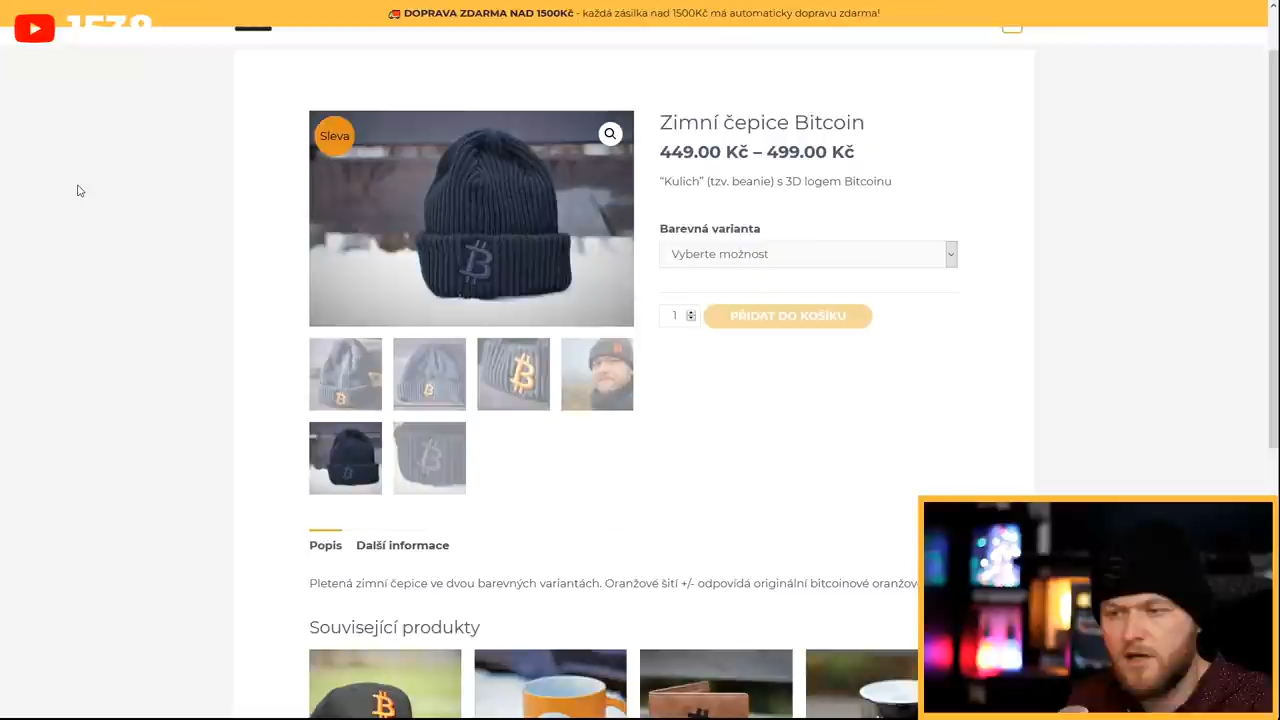 🚚 DOPRAVA ZDARMA NAD 1500Kč - každá zásilka nad 1500Kč má automaticky dopravu zdarma!
Sleva
Zimní čepice Bitcoin
449.00 Kč – 499.00 Kč
“Kulich” (tzv. beanie) s 3D logem Bitcoinu
Barevná varianta
Vyberte možnost
1
PŘIDAT DO KOŠÍKU
Popis
Další informace
Pletená zimní čepice ve dvou barevných variantách. Oranžové šití +/- odpovídá originální bitcoinové oranžov
Související produkty